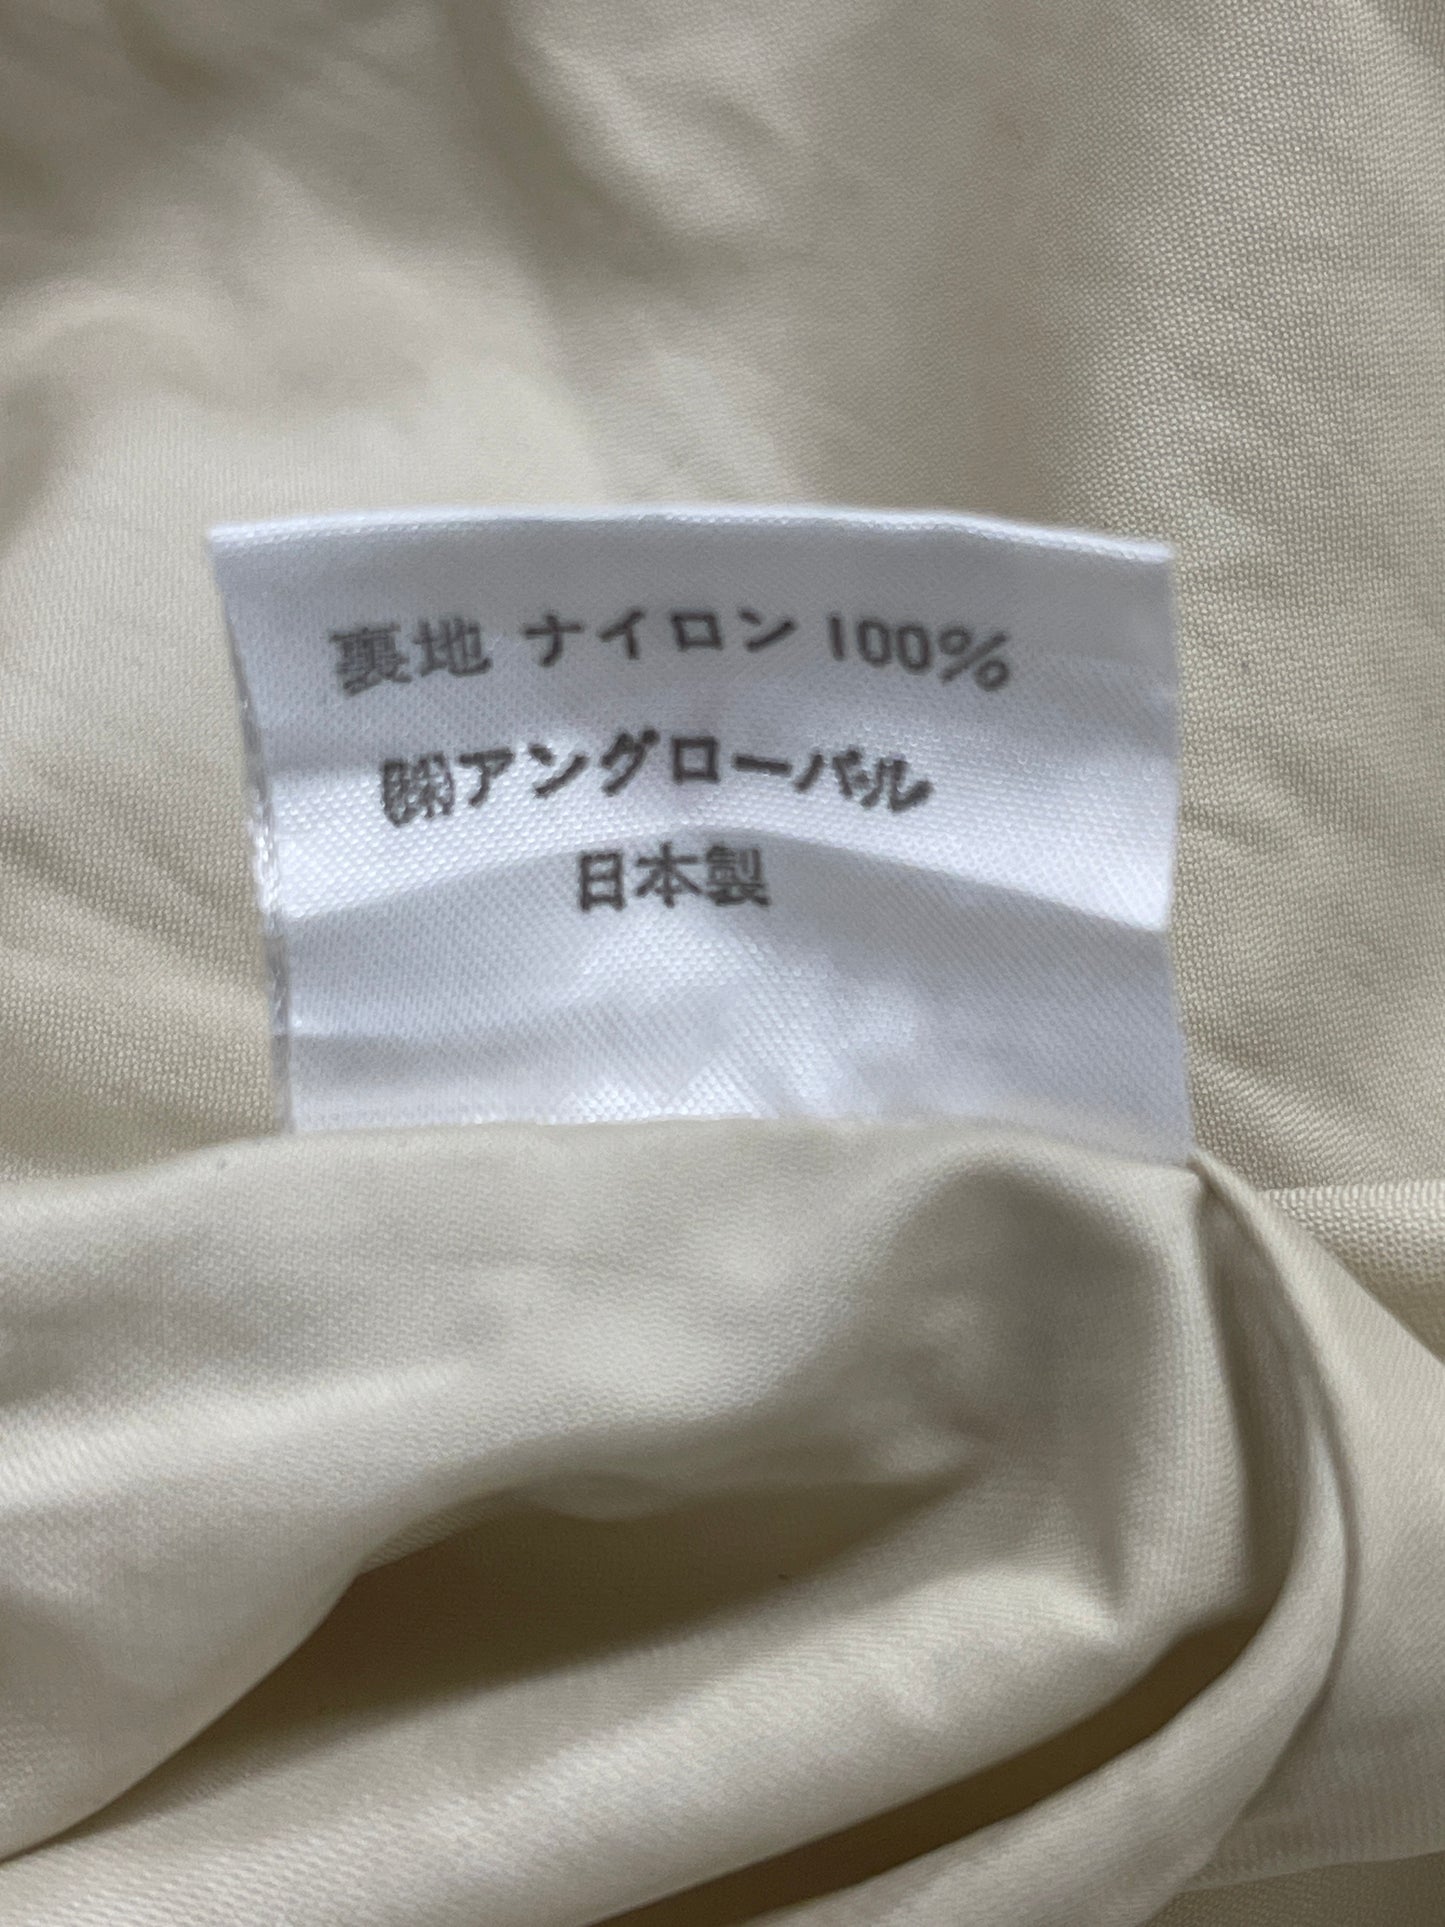 裏地 ナイロン 100%
㈱アングローバル
日本製